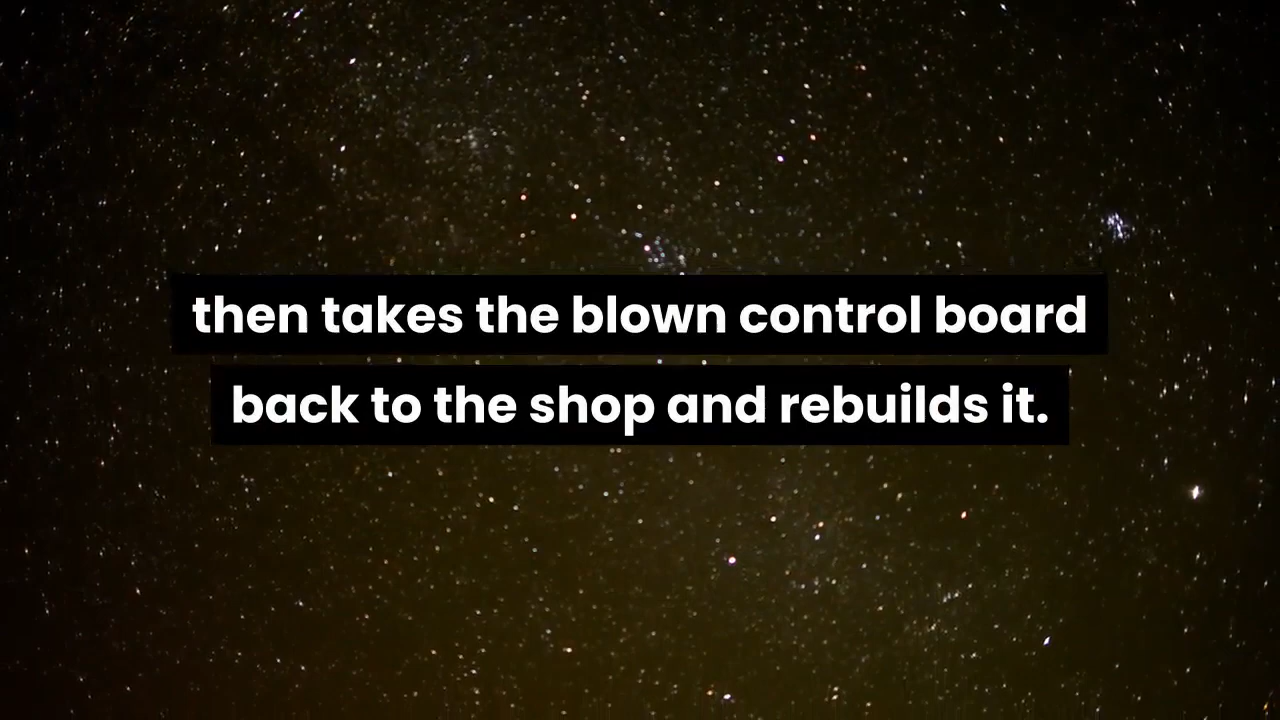 then takes the blown control board
back to the shop and rebuilds it.